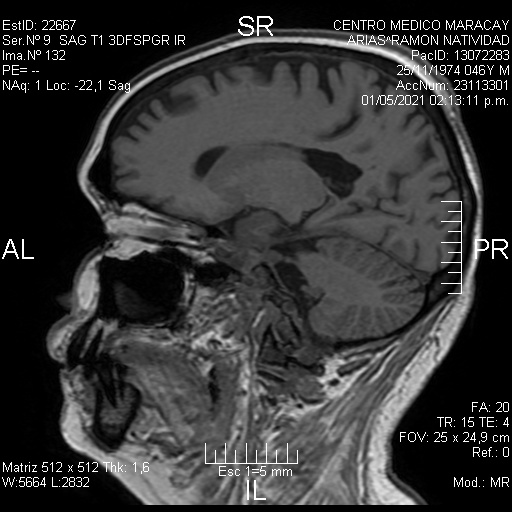 EstID: 22667
Ser.Nº 9  SAG T1 3DFSPGR IR
Ima.Nº 132
PE= --
NAq: 1 Loc: -22,1 Sag
SR
CENTRO MEDICO MARACAY
ARIAS^RAMON NATIVIDAD
PacID: 13072283
25/11/1974 046Y M
AccNum: 23113301
01/05/2021 02:13:11 p.m.
AL
PR
FA: 20
TR: 15 TE: 4
FOV: 25 x 24,9 cm
Ref.: 0
Mod.: MR
Matriz 512 x 512 Thk: 1,6
W:5664 L:2832
Esc 1=5 mm
IL